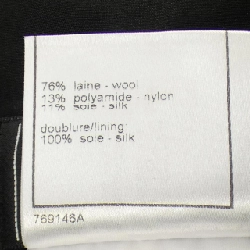 76% laine - wool
13% polyamide - nylon
11% soie - silk
doublure/lining:
100% soie - silk
769146A